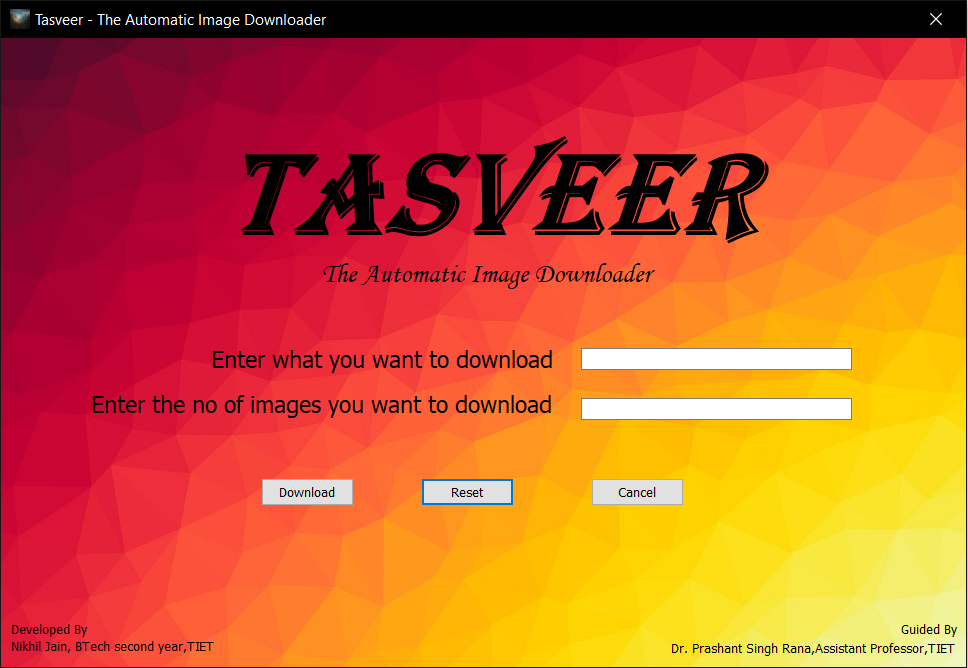 Tasveer - The Automatic Image Downloader
TASVEER
The Automatic Image Downloader
Enter what you want to download
Enter the no of images you want to download
Download Reset Cancel
Developed By
Nikhil Jain, BTech second year,TIET
Guided By
Dr. Prashant Singh Rana,Assistant Professor,TIET